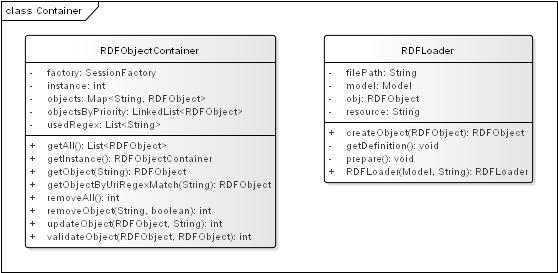 class Container
RDFObjectContainer
- factory: SessionFactory
- instance: int
- objects: Map<String, RDFObject>
- objectsByPriority: LinkedList<RDFObject>
- usedRegex: List<String>
+ getAll(): List<RDFObject>
+ getInstance(): RDFObjectContainer
+ getObject(String): RDFObject
+ getObjectByUriRegexMatch(String): RDFObject
+ removeAll(): int
+ removeObject(String, boolean): int
+ updateObject(RDFObject, String): int
+ validateObject(RDFObject, RDFObject): int
RDFLoader
- filePath: String
- model: Model
- obj: RDFObject
- resource: String
+ createObject(RDFObject): RDFObject
- getDefinition(): void
- prepare(): void
+ RDFLoader(Model, String): RDFLoader